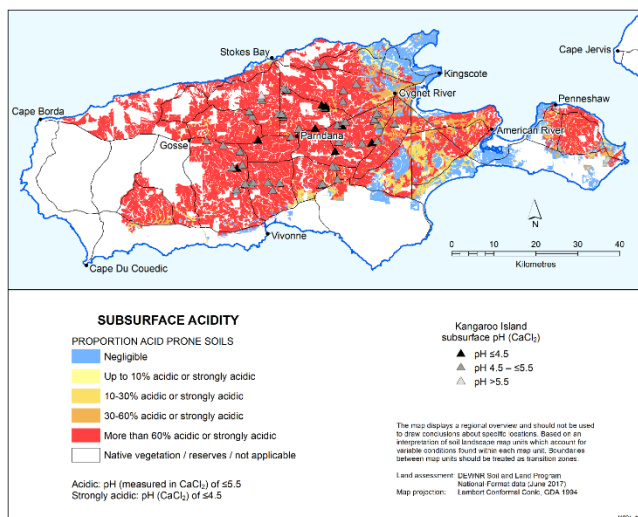 Cape Jervis
Stokes Bay
Kingscote
Cygnet River
Penneshaw
Cape Borda
American River
Parndana
Gosse
N
Vivonne
0 10 20 30 40
Kilometres
Cape Du Couedic
SUBSURFACE ACIDITY
PROPORTION ACID PRONE SOILS
Negligible
Up to 10% acidic or strongly acidic
10-30% acidic or strongly acidic
30-60% acidic or strongly acidic
More than 60% acidic or strongly acidic
Native vegetation / reserves / not applicable
Acidic: pH (measured in CaCl₂) of ≤5.5
Strongly acidic: pH (CaCl₂) of ≤4.5
Kangaroo Island
subsurface pH (CaCl₂)
pH ≤4.5
pH 4.5 – ≤5.5
pH >5.5
The map displays a regional overview and should not be
used to draw conclusions about specific locations. Based on an
interpretation of soil landscape map units which account for
variable conditions found within each map unit. Boundaries
between map units should be treated as transition zones.
Land assessment: DEWNR Soil and Land Program
National Format data (June 2017)
Map projection: Lambert Conformal Conic, GDA 1994